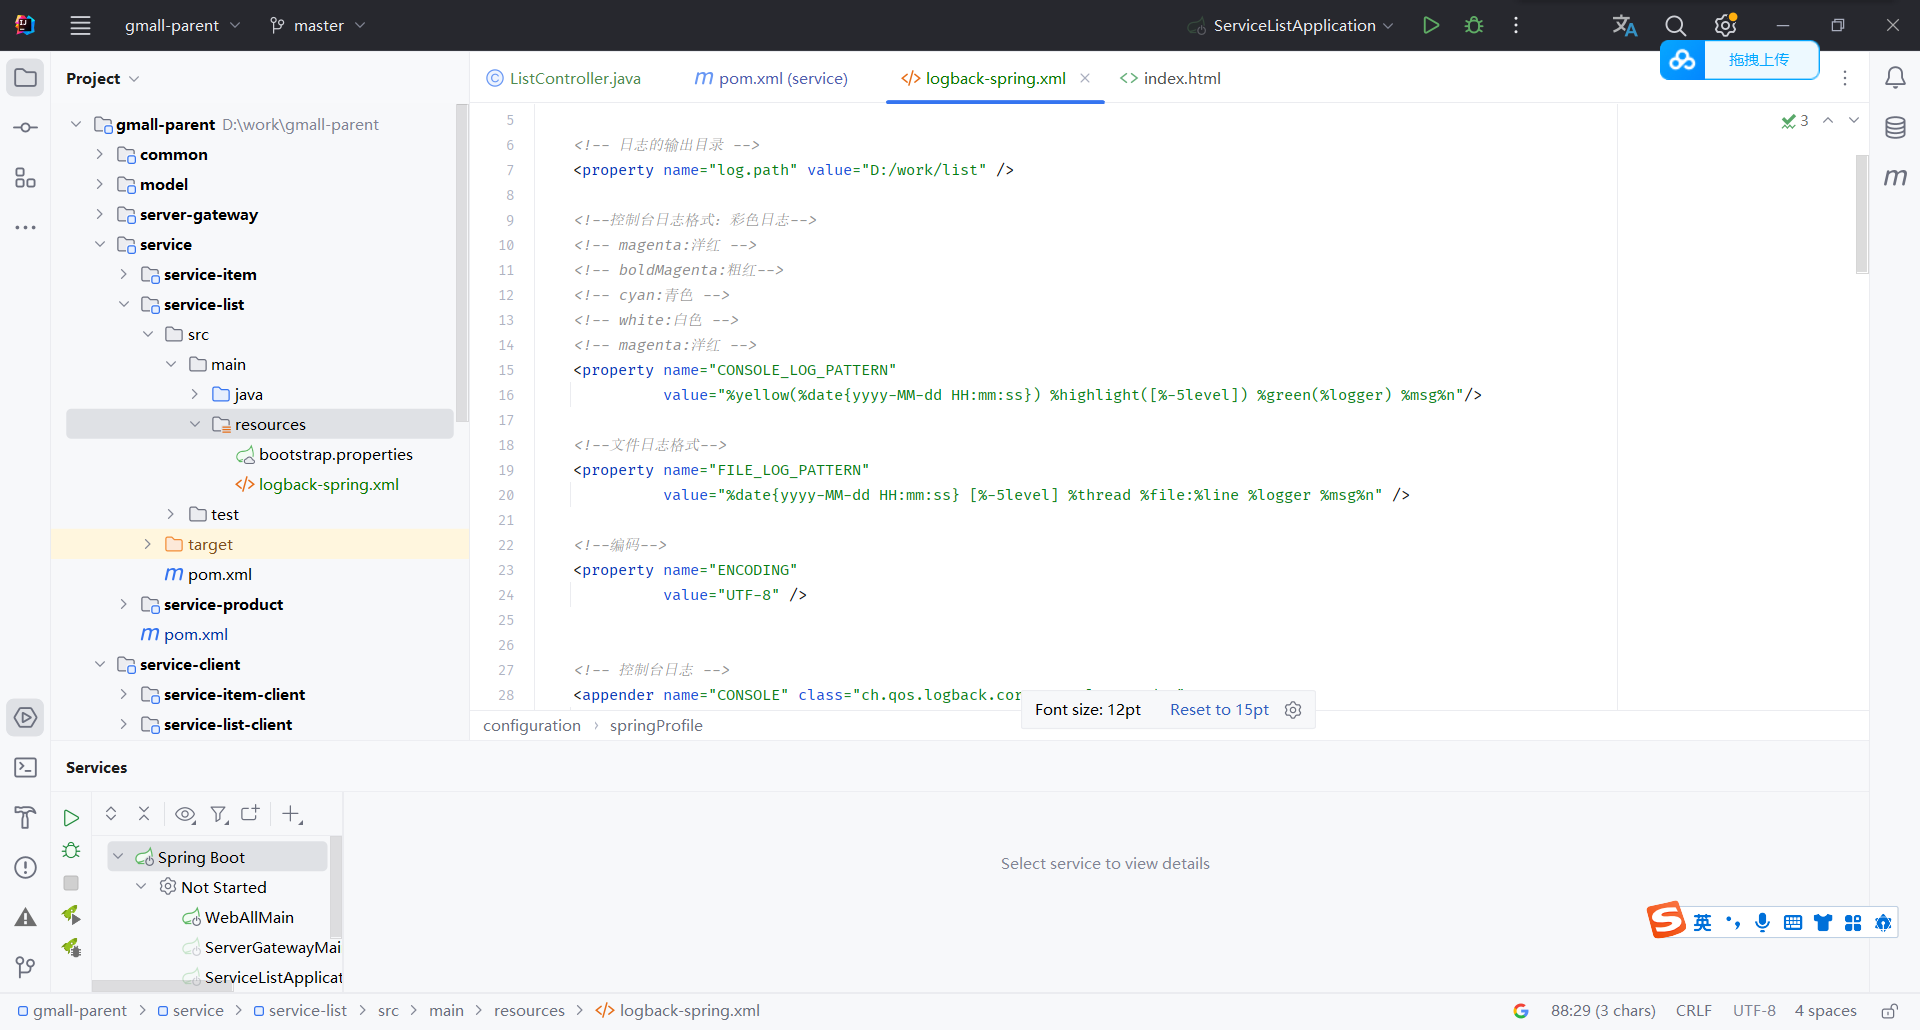 gmall-parent
master
ServiceListApplication
拖拽上传
Project
ListController.java
pom.xml (service)
logback-spring.xml
index.html
gmall-parent D:\work\gmall-parent
common
model
server-gateway
service
service-item
service-list
src
main
java
resources
bootstrap.properties
logback-spring.xml
test
target
pom.xml
service-product
pom.xml
service-client
service-item-client
service-list-client
3
5
6 <!-- 日志的输出目录 -->
7 <property name="log.path" value="D:/work/list" />
8
9 <!--控制台日志格式：彩色日志-->
10 <!-- magenta:洋红 -->
11 <!-- boldMagenta:粗红-->
12 <!-- cyan:青色 -->
13 <!-- white:白色 -->
14 <!-- magenta:洋红 -->
15 <property name="CONSOLE_LOG_PATTERN"
16 value="%yellow(%date{yyyy-MM-dd HH:mm:ss}) %highlight([%-5level]) %green(%logger) %msg%n"/>
17
18 <!--文件日志格式-->
19 <property name="FILE_LOG_PATTERN"
20 value="%date{yyyy-MM-dd HH:mm:ss} [%-5level] %thread %file:%line %logger %msg%n" />
21
22 <!--编码-->
23 <property name="ENCODING"
24 value="UTF-8" />
25
26
27 <!-- 控制台日志 -->
28 <appender name="CONSOLE" class="ch.qos.logback.cor
Font size: 12pt Reset to 15pt
configuration > springProfile
Services
Spring Boot
Not Started
WebAllMain
ServerGatewayMai
ServiceListApplicat
Select service to view details
英
gmall-parent > service > service-list > src > main > resources > logback-spring.xml
88:29 (3 chars) CRLF UTF-8 4 spaces